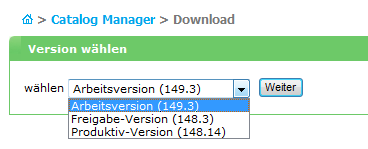 > Catalog Manager > Download
Version wählen
wählen Arbeitsversion (149.3) Weiter
Arbeitsversion (149.3)
Freigabe-Version (148.3)
Produktiv-Version (148.14)